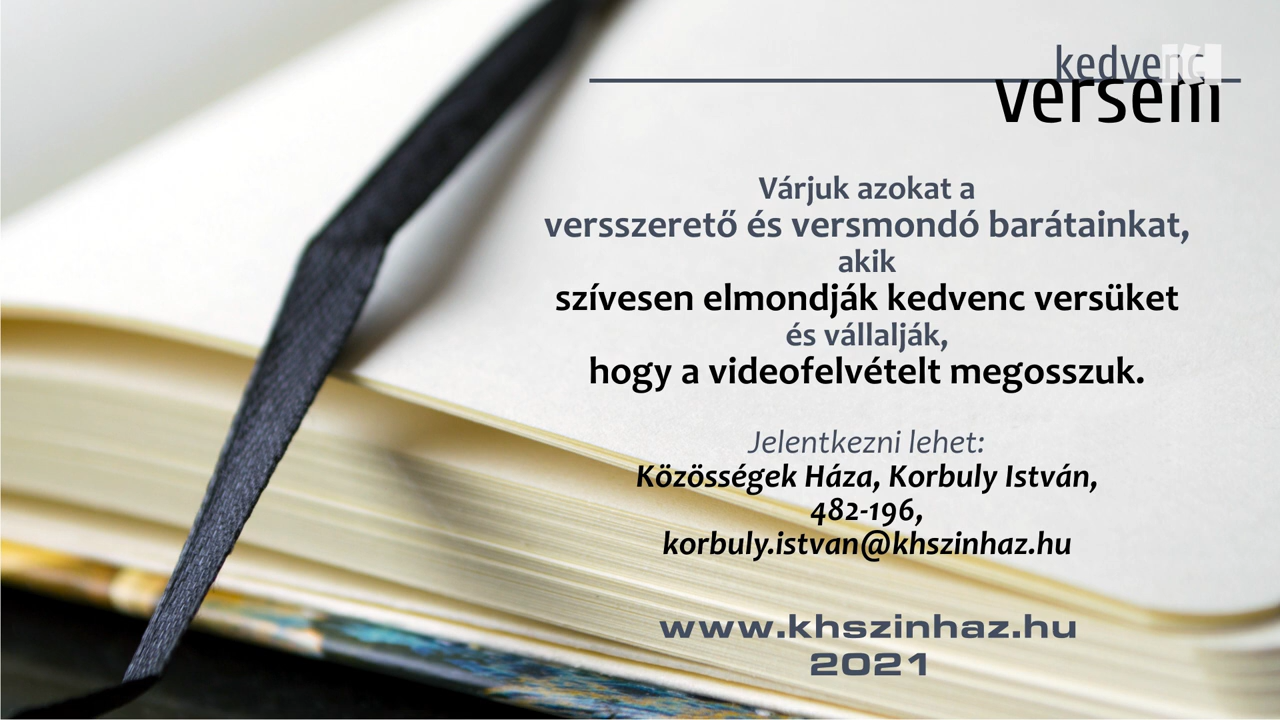 kedvenc
versem
Várjuk azokat a
versszerető és versmondó barátainkat,
akik
szívesen elmondják kedvenc versüket
és vállalják,
hogy a videofelvételt megosszuk.
Jelentkezni lehet:
Közösségek Háza, Korbuly István,
482-196,
korbuly.istvan@khszinhaz.hu
www.khszinhaz.hu
2021